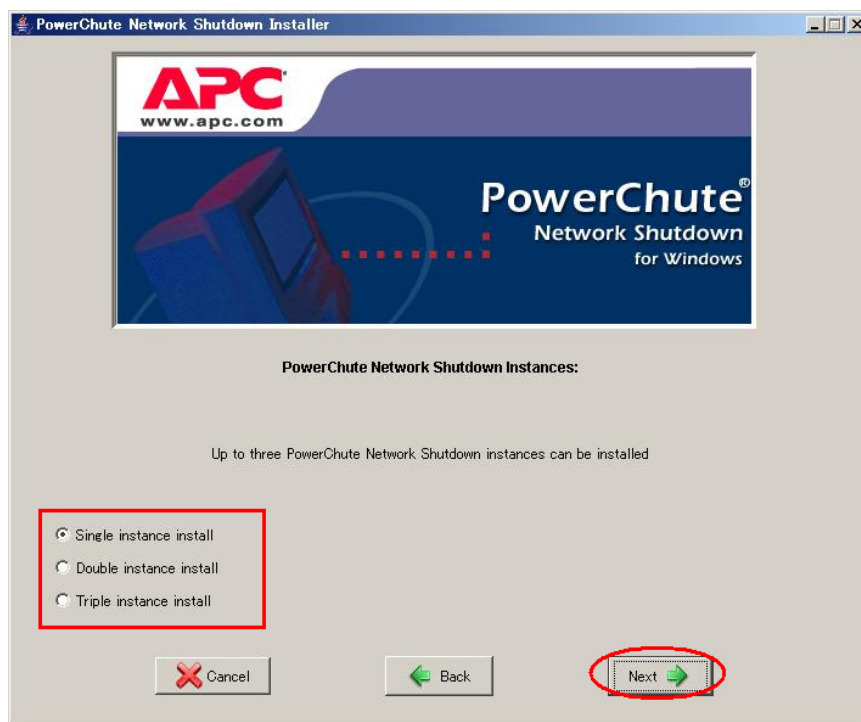 PowerChute Network Shutdown Installer
APC
www.apc.com
PowerChute®
Network Shutdown
for Windows
PowerChute Network Shutdown Instances:
Up to three PowerChute Network Shutdown instances can be installed
Single instance install
Double instance install
Triple instance install
Cancel
Back
Next